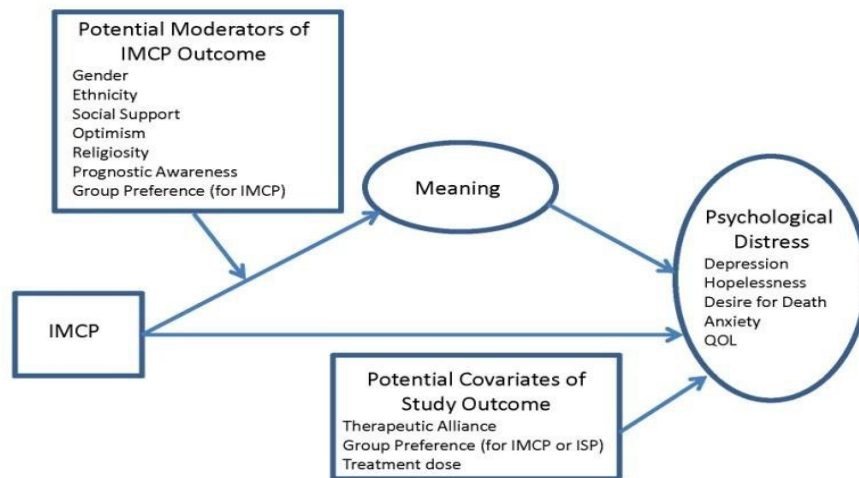 Potential Moderators of
IMCP Outcome
Gender
Ethnicity
Social Support
Optimism
Religiosity
Prognostic Awareness
Group Preference (for IMCP)
Meaning
Psychological
Distress
Depression
Hopelessness
Desire for Death
Anxiety
QOL
IMCP
Potential Covariates of
Study Outcome
Therapeutic Alliance
Group Preference (for IMCP or ISP)
Treatment dose